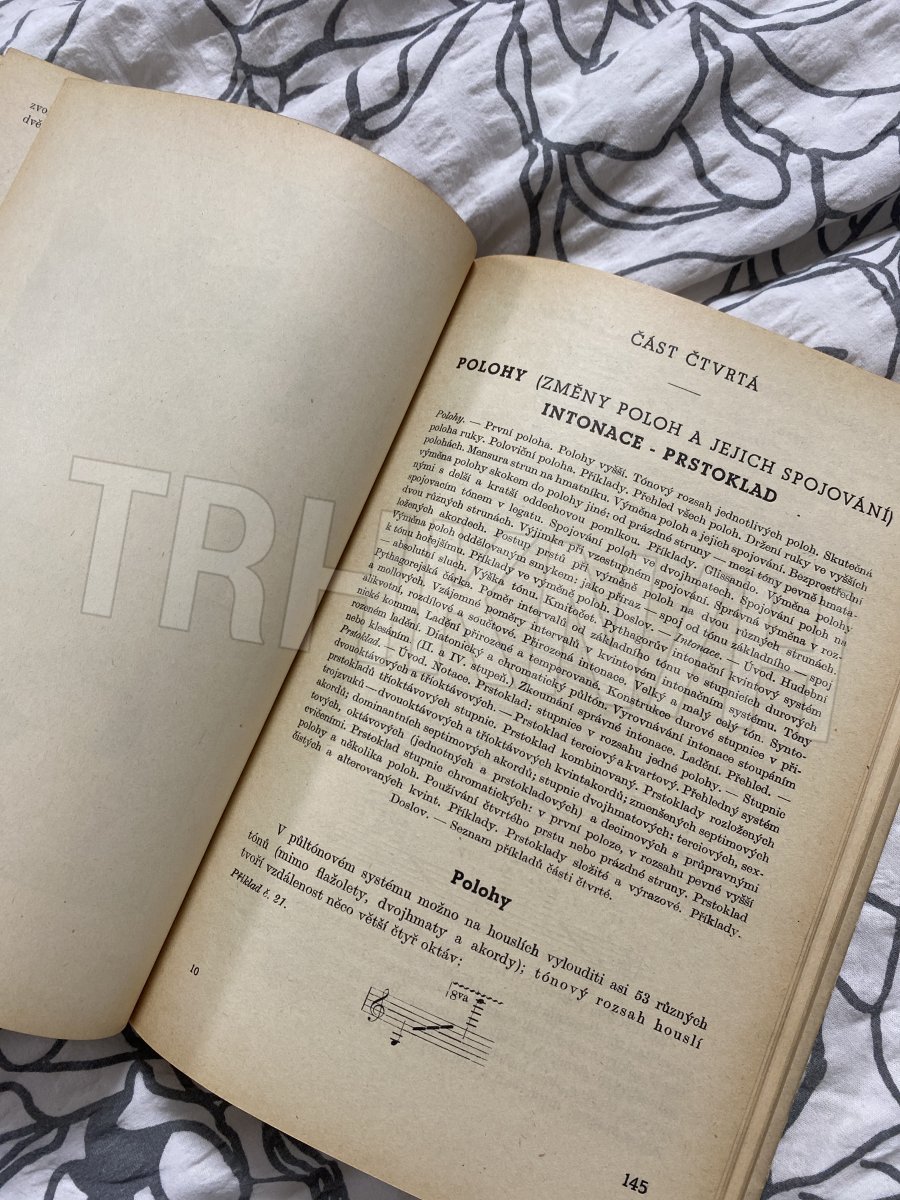 zvo
dvě
ČÁST ČTVRTÁ
POLOHY (ZMĚNY POLOH A JEJICH SPOJOVÁNÍ)
INTONACE - PRSTOKLAD
Polohy. — První poloha. Polohy vyšší. Tónový rozsah jednotlivých poloh. Skutečná
poloha ruky. Poloviční poloha. Příklady. Přehled všech poloh. Držení ruky ve vyšších
polohách. Mensura strun na hmatníku. Výměna poloh a jejich spojování. Bezprostřední
výměna polohy skokem do polohy jiné; od prázdné struny — mezi tóny pevně hmata-
nými s delší a kratší oddechovou pomlkou. Příklady. Glissando. Výměna polohy
spojovacím tónem v legatu. Spojování poloh ve dvojhmatech. Spojování poloh na
dvou různých strunách. Výjimka při vzestupném spojování. Správná výměna v roz-
ložených akordech. Postupy prstů při výměně poloh na dvou různých strunách
Výměna poloh oddělovaným smykem: jako příraz — spoj od tónu základního — spoj
k tónu hořejšímu. Příklady ve výměně poloh. Doslov. — Intonace. — Úvod. Hudební
— absolutní sluch. Výška tónu. Kmitočet. Pythagorův intonační kvintový systém
Pythagorejská čárka. Poměr intervalů od základního tónu ve stupnicích durových
a mollových. Vzájemné poměry intervalů v kvintovém intonačním systému. Tóny
alikvotní, rozdílové a součtové. Přirozená intonace. Velký a malý celý tón. Synto-
nické komma. Ladění přirozené a temperované. Konstrukce durové stupnice v při-
rozeném ladění. Diatonický a chromatický půltón. Vyrovnávání intonace stoupáním
nebo klesáním (II. a IV. stupeň). Zkoumání správné intonace. Ladění. Přehled. —
Prstoklad. — Úvod. Notace. Prstoklad; stupnice v rozsahu jedné polohy. — Stupnic
dvouoktávových a tříoktávových. — Prstoklad terciový a kvartový. Přehledný systém
prstokladů tříoktávových stupnic. Prstoklad kombinovaný. Prstoklady rozložených
trojzvuků — dvouoktávových a tříoktávových kvintakordů; zmenšených septimových
akordů; dominantních septimových akordů; stupnic dvojhmatových; terciových, sex-
tových, oktávových (jednotných a prstokladových) a decimových s průpravnými
cvičeními. Prstoklad stupnic chromatických: v první poloze, v rozsahu pevné vyšší
polohy a několika poloh. Používání čtvrtého prstu nebo prázdné struny. Prstoklad
čistých a alterovaných kvint. Příklady. Prstoklady složité a výrazové. Příklady.
Doslov. — Seznam příkladů části čtvrté.
Polohy
V půltónovém systému možno na houslích vylouditi asi 53 různých
tónů (mimo flažolety, dvojhmaty a akordy); tónový rozsah houslí
tvoří vzdálenost něco větší čtyř oktáv:
Příklad č. 21.
8va
10
145